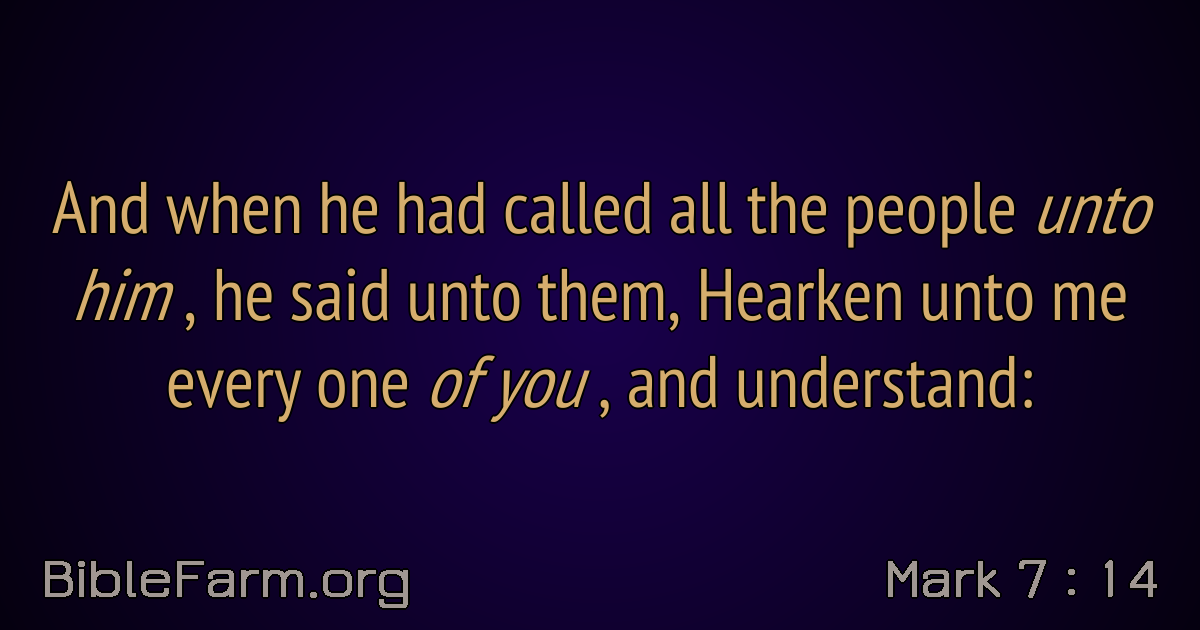 And when he had called all the people unto
him , he said unto them, Hearken unto me
every one of you , and understand:
BibleFarm.org
Mark 7 : 14